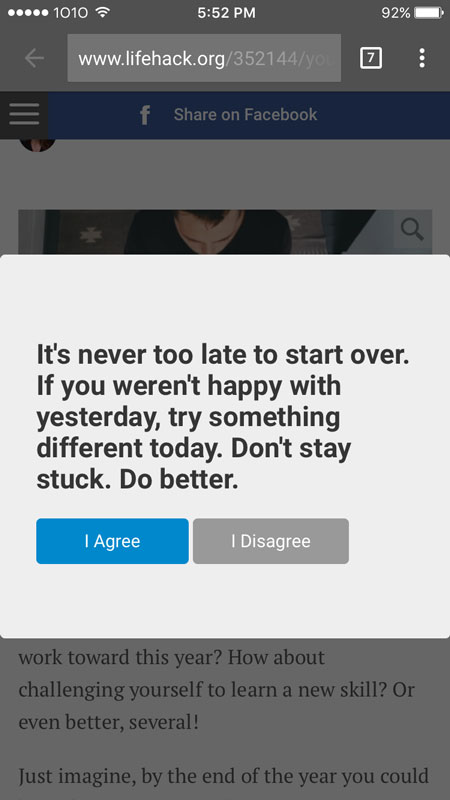 1O1O 5:52 PM 92%
www.lifehack.org/352144/you
7
Share on Facebook
It's never too late to start over.
If you weren't happy with
yesterday, try something
different today. Don't stay
stuck. Do better.
I Agree I Disagree
work toward this year? How about
challenging yourself to learn a new skill? Or
even better, several!
Just imagine, by the end of the year you could